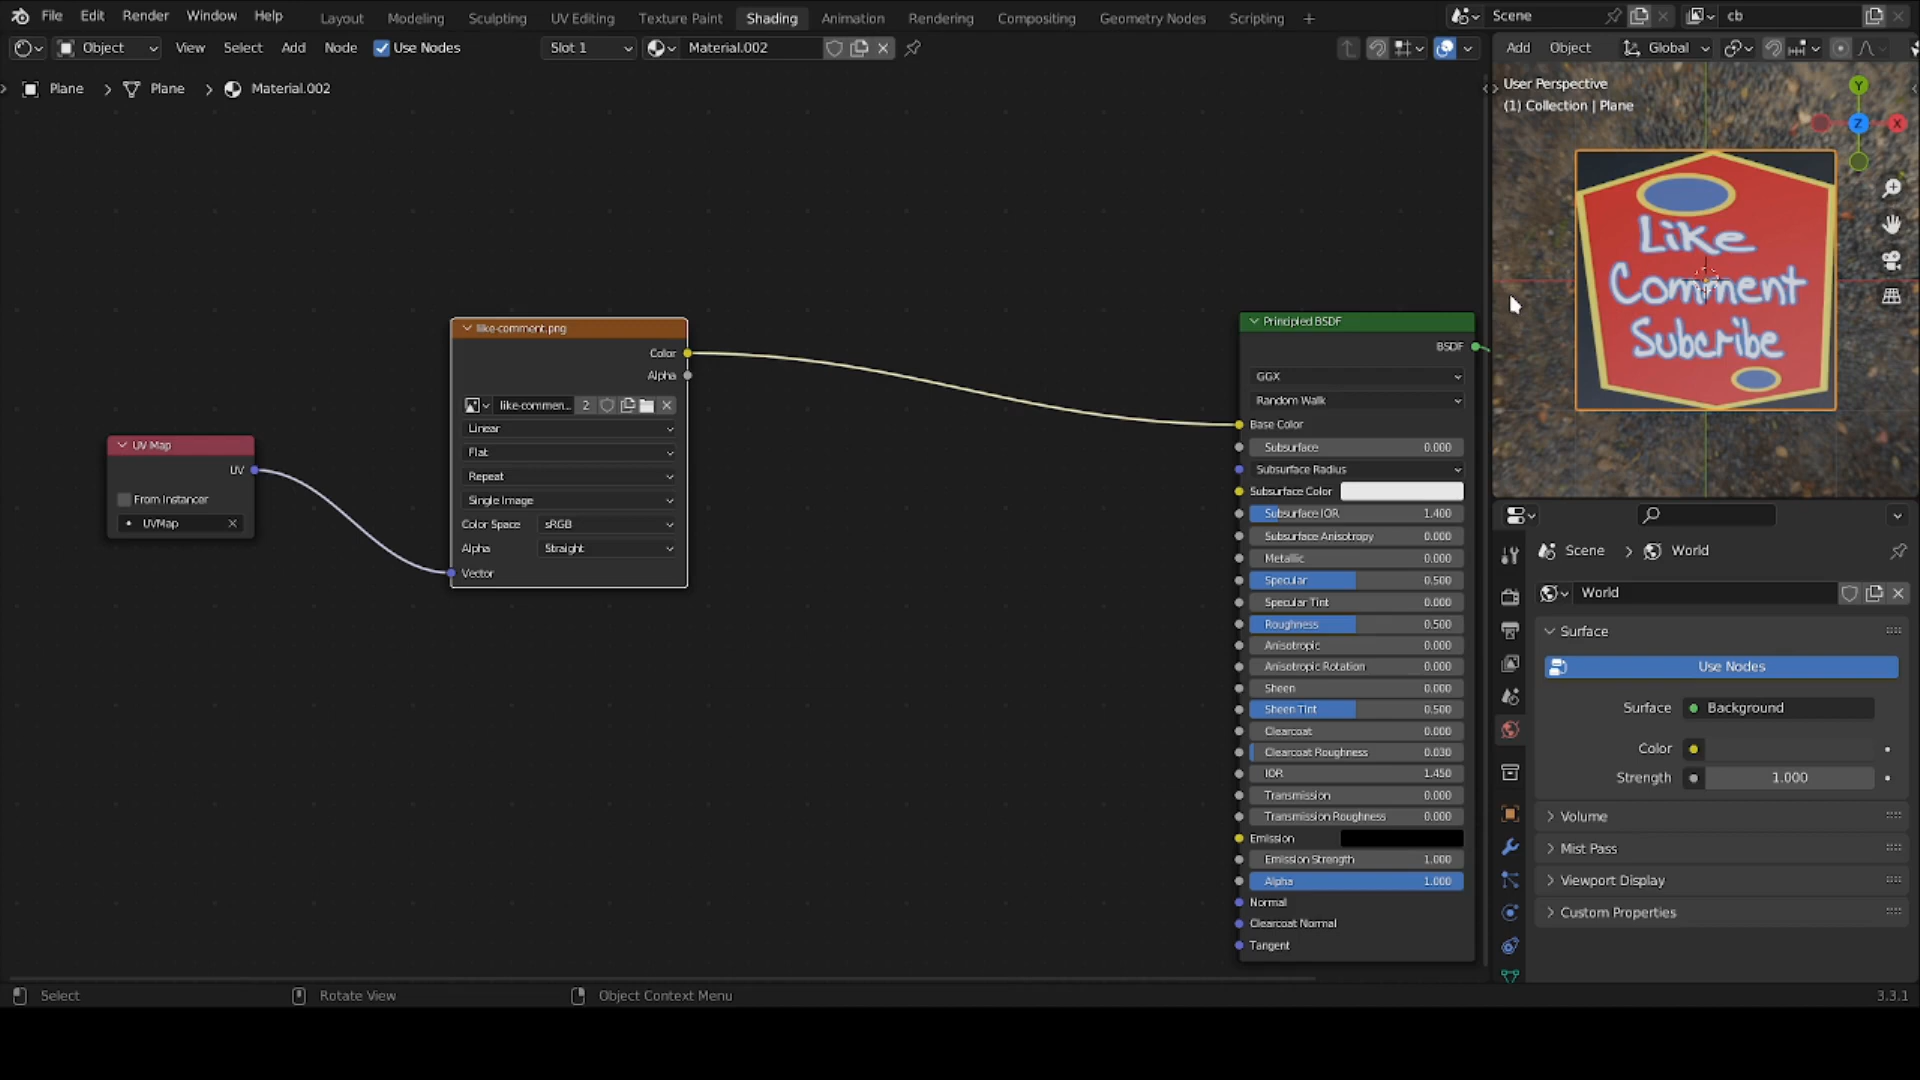 File Edit Render Window Help Layout Modeling Sculpting UV Editing Texture Paint Shading Animation Rendering Compositing Geometry Nodes Scripting + Scene cb
Object View Select Add Node Use Nodes Slot 1 Material.002 Add Object Global
Plane > Plane > Material.002
User Perspective
(1) Collection | Plane
Y
Z
X
Like
Comment
Subcribe
UV Map
UV
From Instancer
UVMap
like-comment.png
Color
Alpha
like-commen... 2
Linear
Flat
Repeat
Single Image
Color Space sRGB
Alpha Straight
Vector
Principled BSDF
BSDF
GGX
Random Walk
Base Color
Subsurface 0.000
Subsurface Radius
Subsurface Color
Subsurface IOR 1.400
Subsurface Anisotropy 0.000
Metallic 0.000
Specular 0.500
Specular Tint 0.000
Roughness 0.500
Anisotropic 0.000
Anisotropic Rotation 0.000
Sheen 0.000
Sheen Tint 0.500
Clearcoat 0.000
Clearcoat Roughness 0.030
IOR 1.450
Transmission 0.000
Transmission Roughness 0.000
Emission
Emission Strength 1.000
Alpha 1.000
Normal
Clearcoat Normal
Tangent
Scene > World
World
Surface
Use Nodes
Surface Background
Color
Strength 1.000
Volume
Mist Pass
Viewport Display
Custom Properties
Select Rotate View Object Context Menu 3.3.1